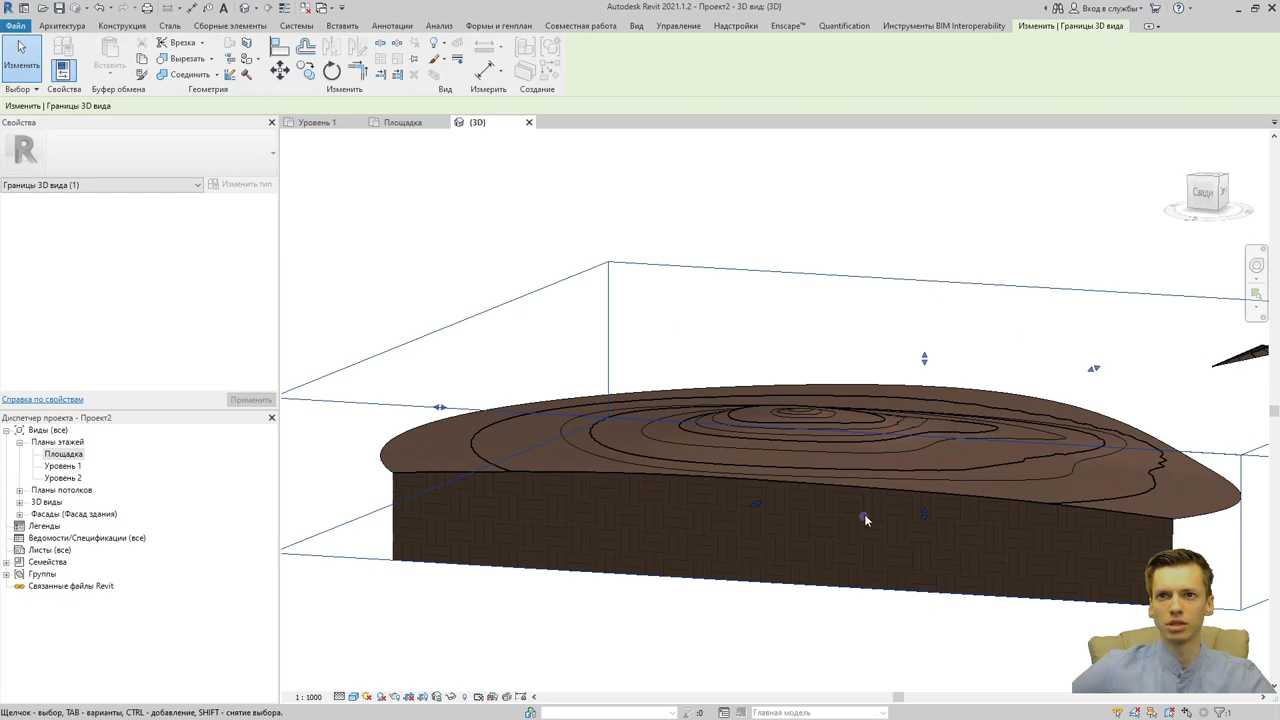 Autodesk Revit 2021.1.2 - Проект2 - 3D вид: {3D}
Вход в службы
Файл Архитектура Конструкция Сталь Сборные элементы Системы Вставить Аннотации Анализ Формы и генплан Совместная работа Вид Управление Надстройки Enscape™ Quantification Инструменты BIM Interoperability Изменить | Границы 3D вида
Врезка
Вырезать
Соединить
Изменить
Вставить
Выбор
Свойства
Буфер обмена
Геометрия
Изменить
Вид
Измерить
Создание
Изменить | Границы 3D вида
Свойства
Уровень 1
Площадка
{3D}
R
Границы 3D вида (1)
Изменить тип
Сзади
Справка по свойствам
Применить
Диспетчер проекта - Проект2
Виды (все)
Планы этажей
Площадка
Уровень 1
Уровень 2
Планы потолков
3D виды
Фасады (Фасад здания)
Легенды
Ведомости/Спецификации (все)
Листы (все)
Семейства
Группы
Связанные файлы Revit
1 : 1000
Щелчок - выбор, TAB - варианты, CTRL - добавление, SHIFT - снятие выбора.
:0
Главная модель
:1